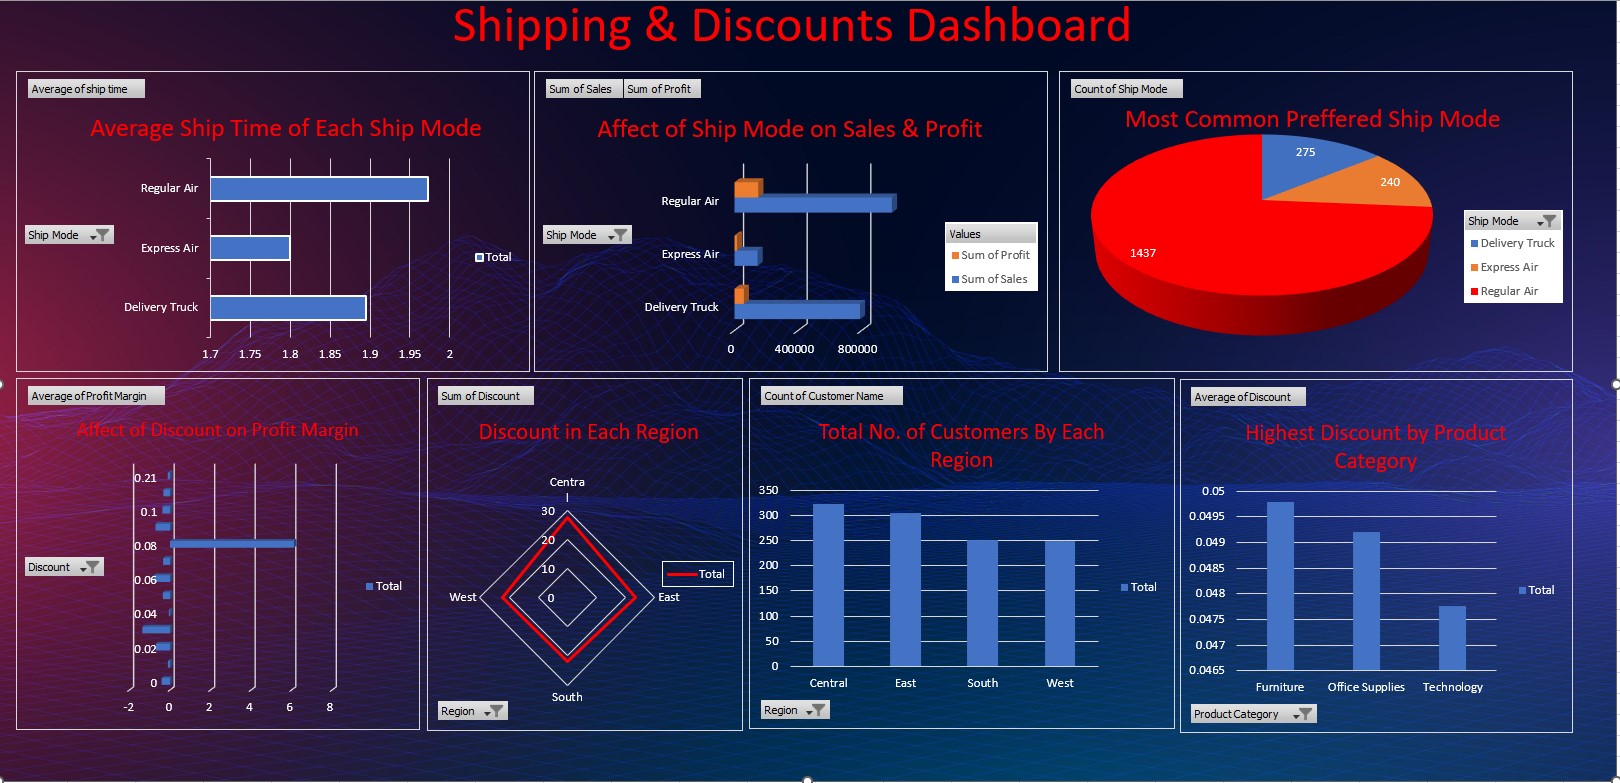 Shipping & Discounts Dashboard
Average of ship time
Average Ship Time of Each Ship Mode
Regular Air
Ship Mode
Express Air
Total
Delivery Truck
1.7 1.75 1.8 1.85 1.9 1.95 2
Sum of Sales Sum of Profit
Affect of Ship Mode on Sales & Profit
Regular Air
Ship Mode
Express Air
Values
Sum of Profit
Sum of Sales
Delivery Truck
0 400000 800000
Count of Ship Mode
Most Common Preffered Ship Mode
275
240
1437
Ship Mode
Delivery Truck
Express Air
Regular Air
Average of Profit Margin
Affect of Discount on Profit Margin
0.21
0.1
0.08
Discount
0.06
Total
0.04
0.02
0
-2 0 2 4 6 8
Sum of Discount
Discount in Each Region
Centra
l
30
20
10
0
West
East
Total
South
Region
Count of Customer Name
Total No. of Customers By Each
Region
350
300
250
200
150
100
50
0
Total
Central East South West
Region
Average of Discount
Highest Discount by Product
Category
0.05
0.0495
0.049
0.0485
0.048
0.0475
0.047
0.0465
Total
Furniture Office Supplies Technology
Product Category